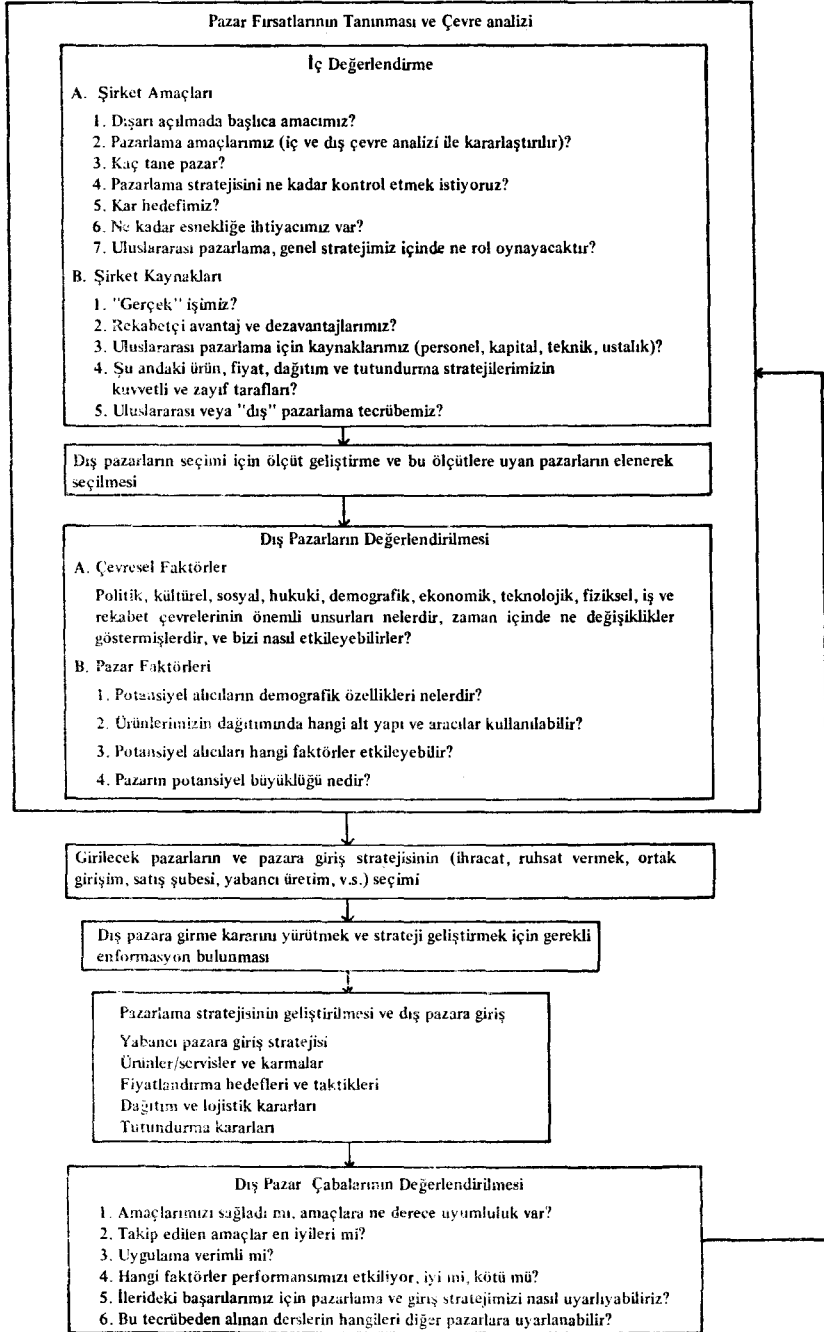 Pazar Fırsatlarının Tanınması ve Çevre analizi
İç Değerlendirme
A. Şirket Amaçları
1. Dışarı açılmada başlıca amacımız?
2. Pazarlama amaçlarımız (iç ve dış çevre analizi ile kararlaştırılır)?
3. Kaç tane pazar?
4. Pazarlama stratejisini ne kadar kontrol etmek istiyoruz?
5. Kar hedefimiz?
6. Ne kadar esnekliğe ihtiyacımız var?
7. Uluslararası pazarlama, genel stratejimiz içinde ne rol oynayacaktır?
B. Şirket Kaynakları
1. "Gerçek" işimiz?
2. Rekabetçi avantaj ve dezavantajlarımız?
3. Uluslararası pazarlama için kaynaklarımız (personel, kapital, teknik, ustalık)?
4. Şu andaki ürün, fiyat, dağıtım ve tutundurma stratejilerimizin
kuvvetli ve zayıf tarafları?
5. Uluslararası veya "dış" pazarlama tecrübemiz?
Dış pazarların seçimi için ölçüt geliştirme ve bu ölçütlere uyan pazarların elenerek
seçilmesi
Dış Pazarların Değerlendirilmesi
A. Çevresel Faktörler
Politik, kültürel, sosyal, hukuki, demografik, ekonomik, teknolojik, fiziksel, iş ve
rekabet çevrelerinin önemli unsurları nelerdir, zaman içinde ne değişiklikler
göstermişlerdir, ve bizi nasıl etkileyebilirler?
B. Pazar Faktörleri
1. Potansiyel alıcıların demografik özellikleri nelerdir?
2. Ürünlerimizin dağıtımında hangi alt yapı ve aracılar kullanılabilir?
3. Potansiyel alıcıları hangi faktörler etkileyebilir?
4. Pazarın potansiyel büyüklüğü nedir?
Girilecek pazarların ve pazara giriş stratejisinin (ihracat, ruhsat vermek, ortak
girişim, satış şubesi, yabancı üretim, v.s.) seçimi
Dış pazara girme kararını yürütmek ve strateji geliştirmek için gerekli
enformasyon bulunması
Pazarlama stratejisinin geliştirilmesi ve dış pazara giriş
Yabancı pazara giriş stratejisi
Ürünler/servisler ve karmalar
Fiyatlandırma hedefleri ve taktikleri
Dağıtım ve lojistik kararları
Tutundurma kararları
Dış Pazar Çabalarının Değerlendirilmesi
1. Amaçlarımızı sağladı mı, amaçlara ne derece uyumluluk var?
2. Takip edilen amaçlar en iyileri mi?
3. Uygulama verimli mi?
4. Hangi faktörler performansımızı etkiliyor, iyi mi, kötü mü?
5. İlerideki başarılarımız için pazarlama ve giriş stratejimizi nasıl uyarlıyabiliriz?
6. Bu tecrübeden alınan derslerin hangileri diğer pazarlara uyarlanabilir?